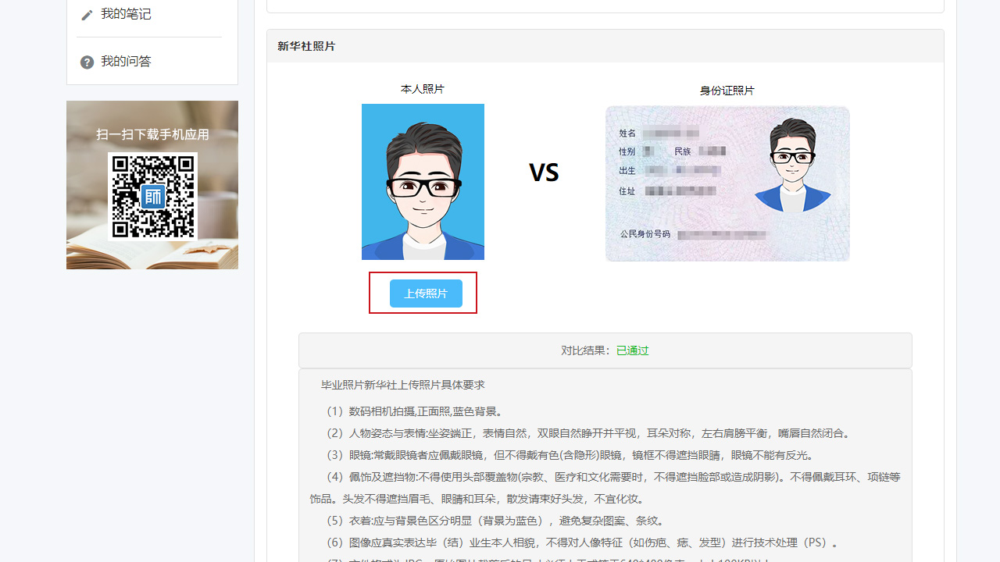 我的笔记
我的问答
扫一扫下载手机应用
師
新华社照片
本人照片
身份证照片
姓名
性别 民族
出生
住址
公民身份号码
VS
上传照片
对比结果：已通过
毕业照片新华社上传照片具体要求
（1）数码相机拍摄,正面照,蓝色背景。
（2）人物姿态与表情:坐姿端正，表情自然，双眼自然睁开并平视，耳朵对称，左右肩膀平衡，嘴唇自然闭合。
（3）眼镜:常戴眼镜者应佩戴眼镜，但不得戴有色(含隐形)眼镜，镜框不得遮挡眼睛，眼镜不能有反光。
（4）佩饰及遮挡物:不得使用头部覆盖物(宗教、医疗和文化需要时，不得遮挡脸部或造成阴影)。不得佩戴耳环、项链等
饰品。头发不得遮挡眉毛、眼睛和耳朵，散发请束好头发，不宜化妆。
（5）衣着:应与背景色区分明显（背景为蓝色），避免复杂图案、条纹。
（6）图像应真实表达毕（结）业生本人相貌，不得对人像特征（如伤疤、痣、发型）进行技术处理（PS）。